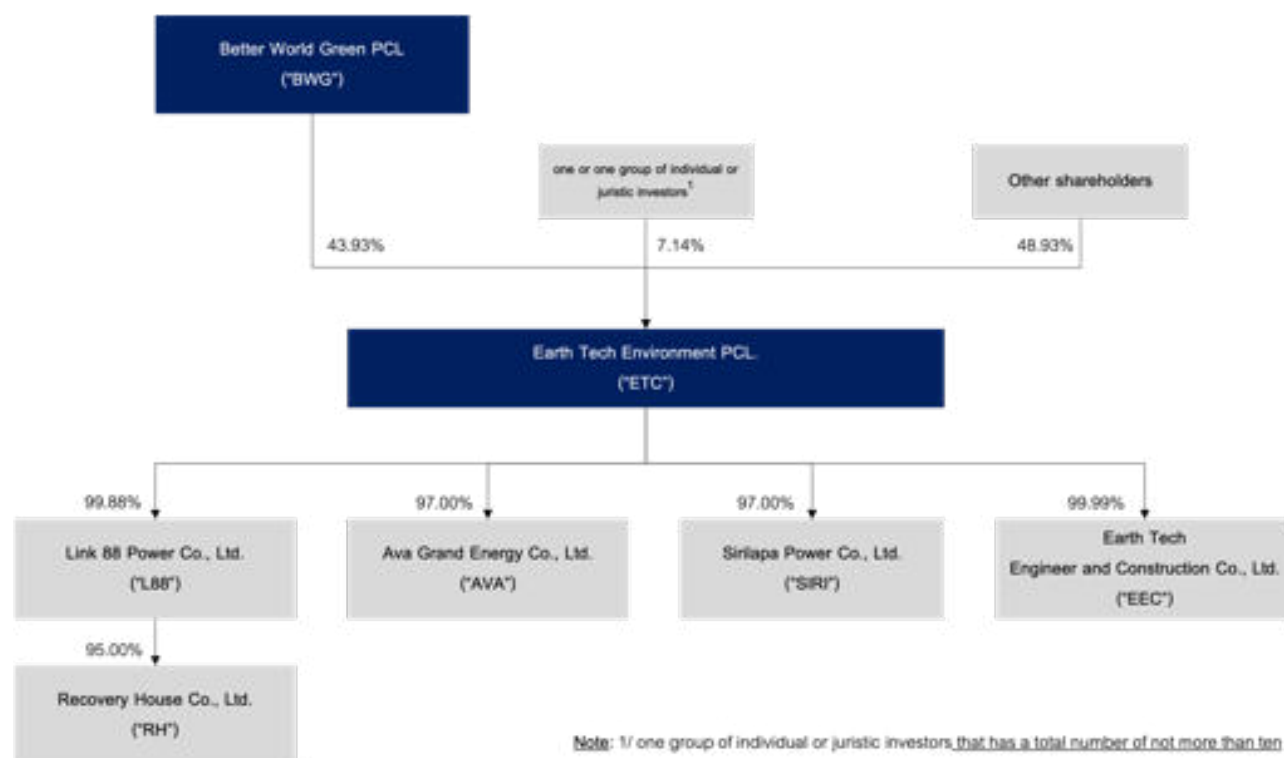 Better World Green PCL
("BWG")
one or one group of individual or
juristic investors1
Other shareholders
43.93%
7.14%
48.93%
Earth Tech Environment PCL.
("ETC")
99.88%
97.00%
97.00%
99.99%
Link 88 Power Co., Ltd.
("L88")
Ava Grand Energy Co., Ltd.
("AVA")
Sirilapa Power Co., Ltd.
("SIRI")
Earth Tech
Engineer and Construction Co., Ltd.
("EEC")
95.00%
Recovery House Co., Ltd.
("RH")
Note: 1/ one group of individual or juristic investors that has a total number of not more than ten